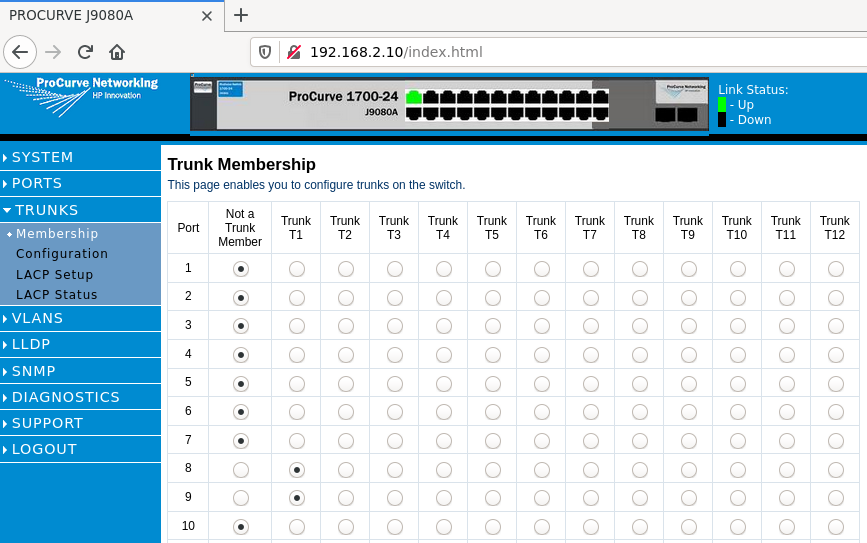 PROCURVE J9080A
192.168.2.10/index.html
ProCurve Networking
HP Innovation
ProCurve 1700-24
J9080A
ProCurve Networking
Link Status:
- Up
- Down
SYSTEM
PORTS
TRUNKS
Membership
Configuration
LACP Setup
LACP Status
VLANS
LLDP
SNMP
DIAGNOSTICS
SUPPORT
LOGOUT
Trunk Membership
This page enables you to configure trunks on the switch.
Port Not a Trunk Member Trunk T1 Trunk T2 Trunk T3 Trunk T4 Trunk T5 Trunk T6 Trunk T7 Trunk T8 Trunk T9 Trunk T10 Trunk T11 Trunk T12
1
2
3
4
5
6
7
8
9
10